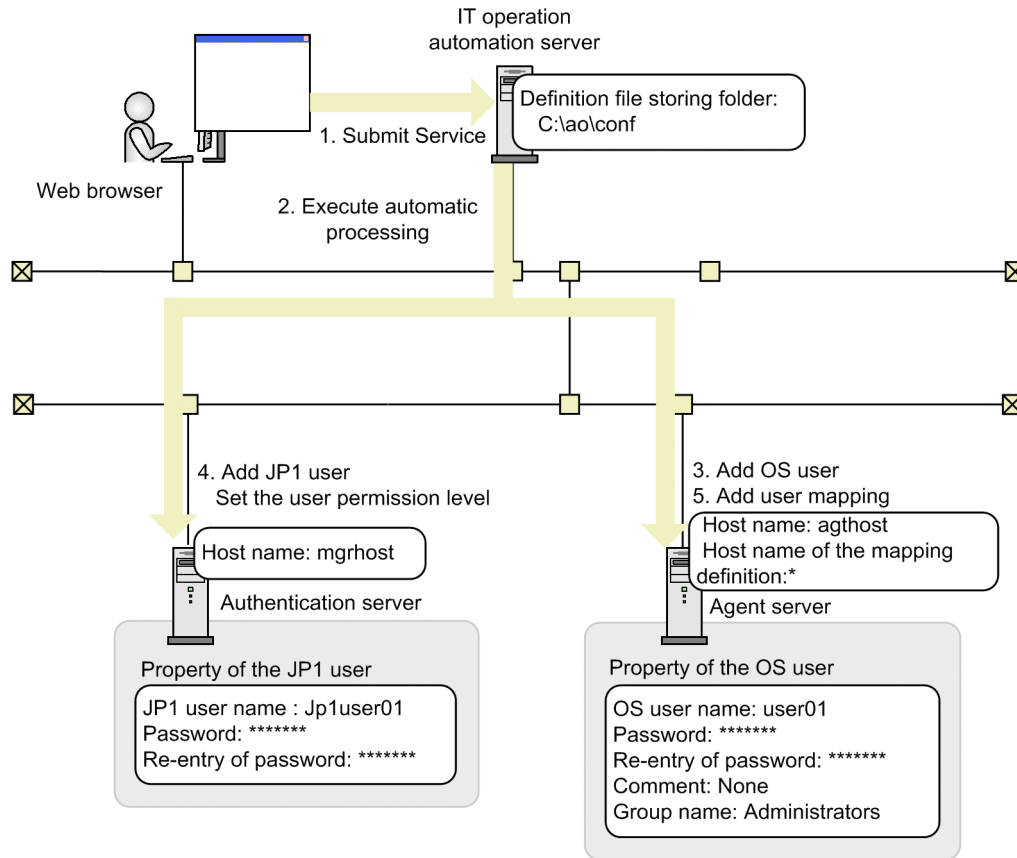 IT operation
automation server
Definition file storing folder:
C:\ao\conf
1. Submit Service
Web browser
2. Execute automatic
processing
4. Add JP1 user
Set the user permission level
3. Add OS user
5. Add user mapping
Host name: mgrhost
Host name: agthost
Host name of the mapping
definition:*
Authentication server
Agent server
Property of the JP1 user
JP1 user name : Jp1user01
Password: *******
Re-entry of password: *******
Property of the OS user
OS user name: user01
Password: *******
Re-entry of password: *******
Comment: None
Group name: Administrators